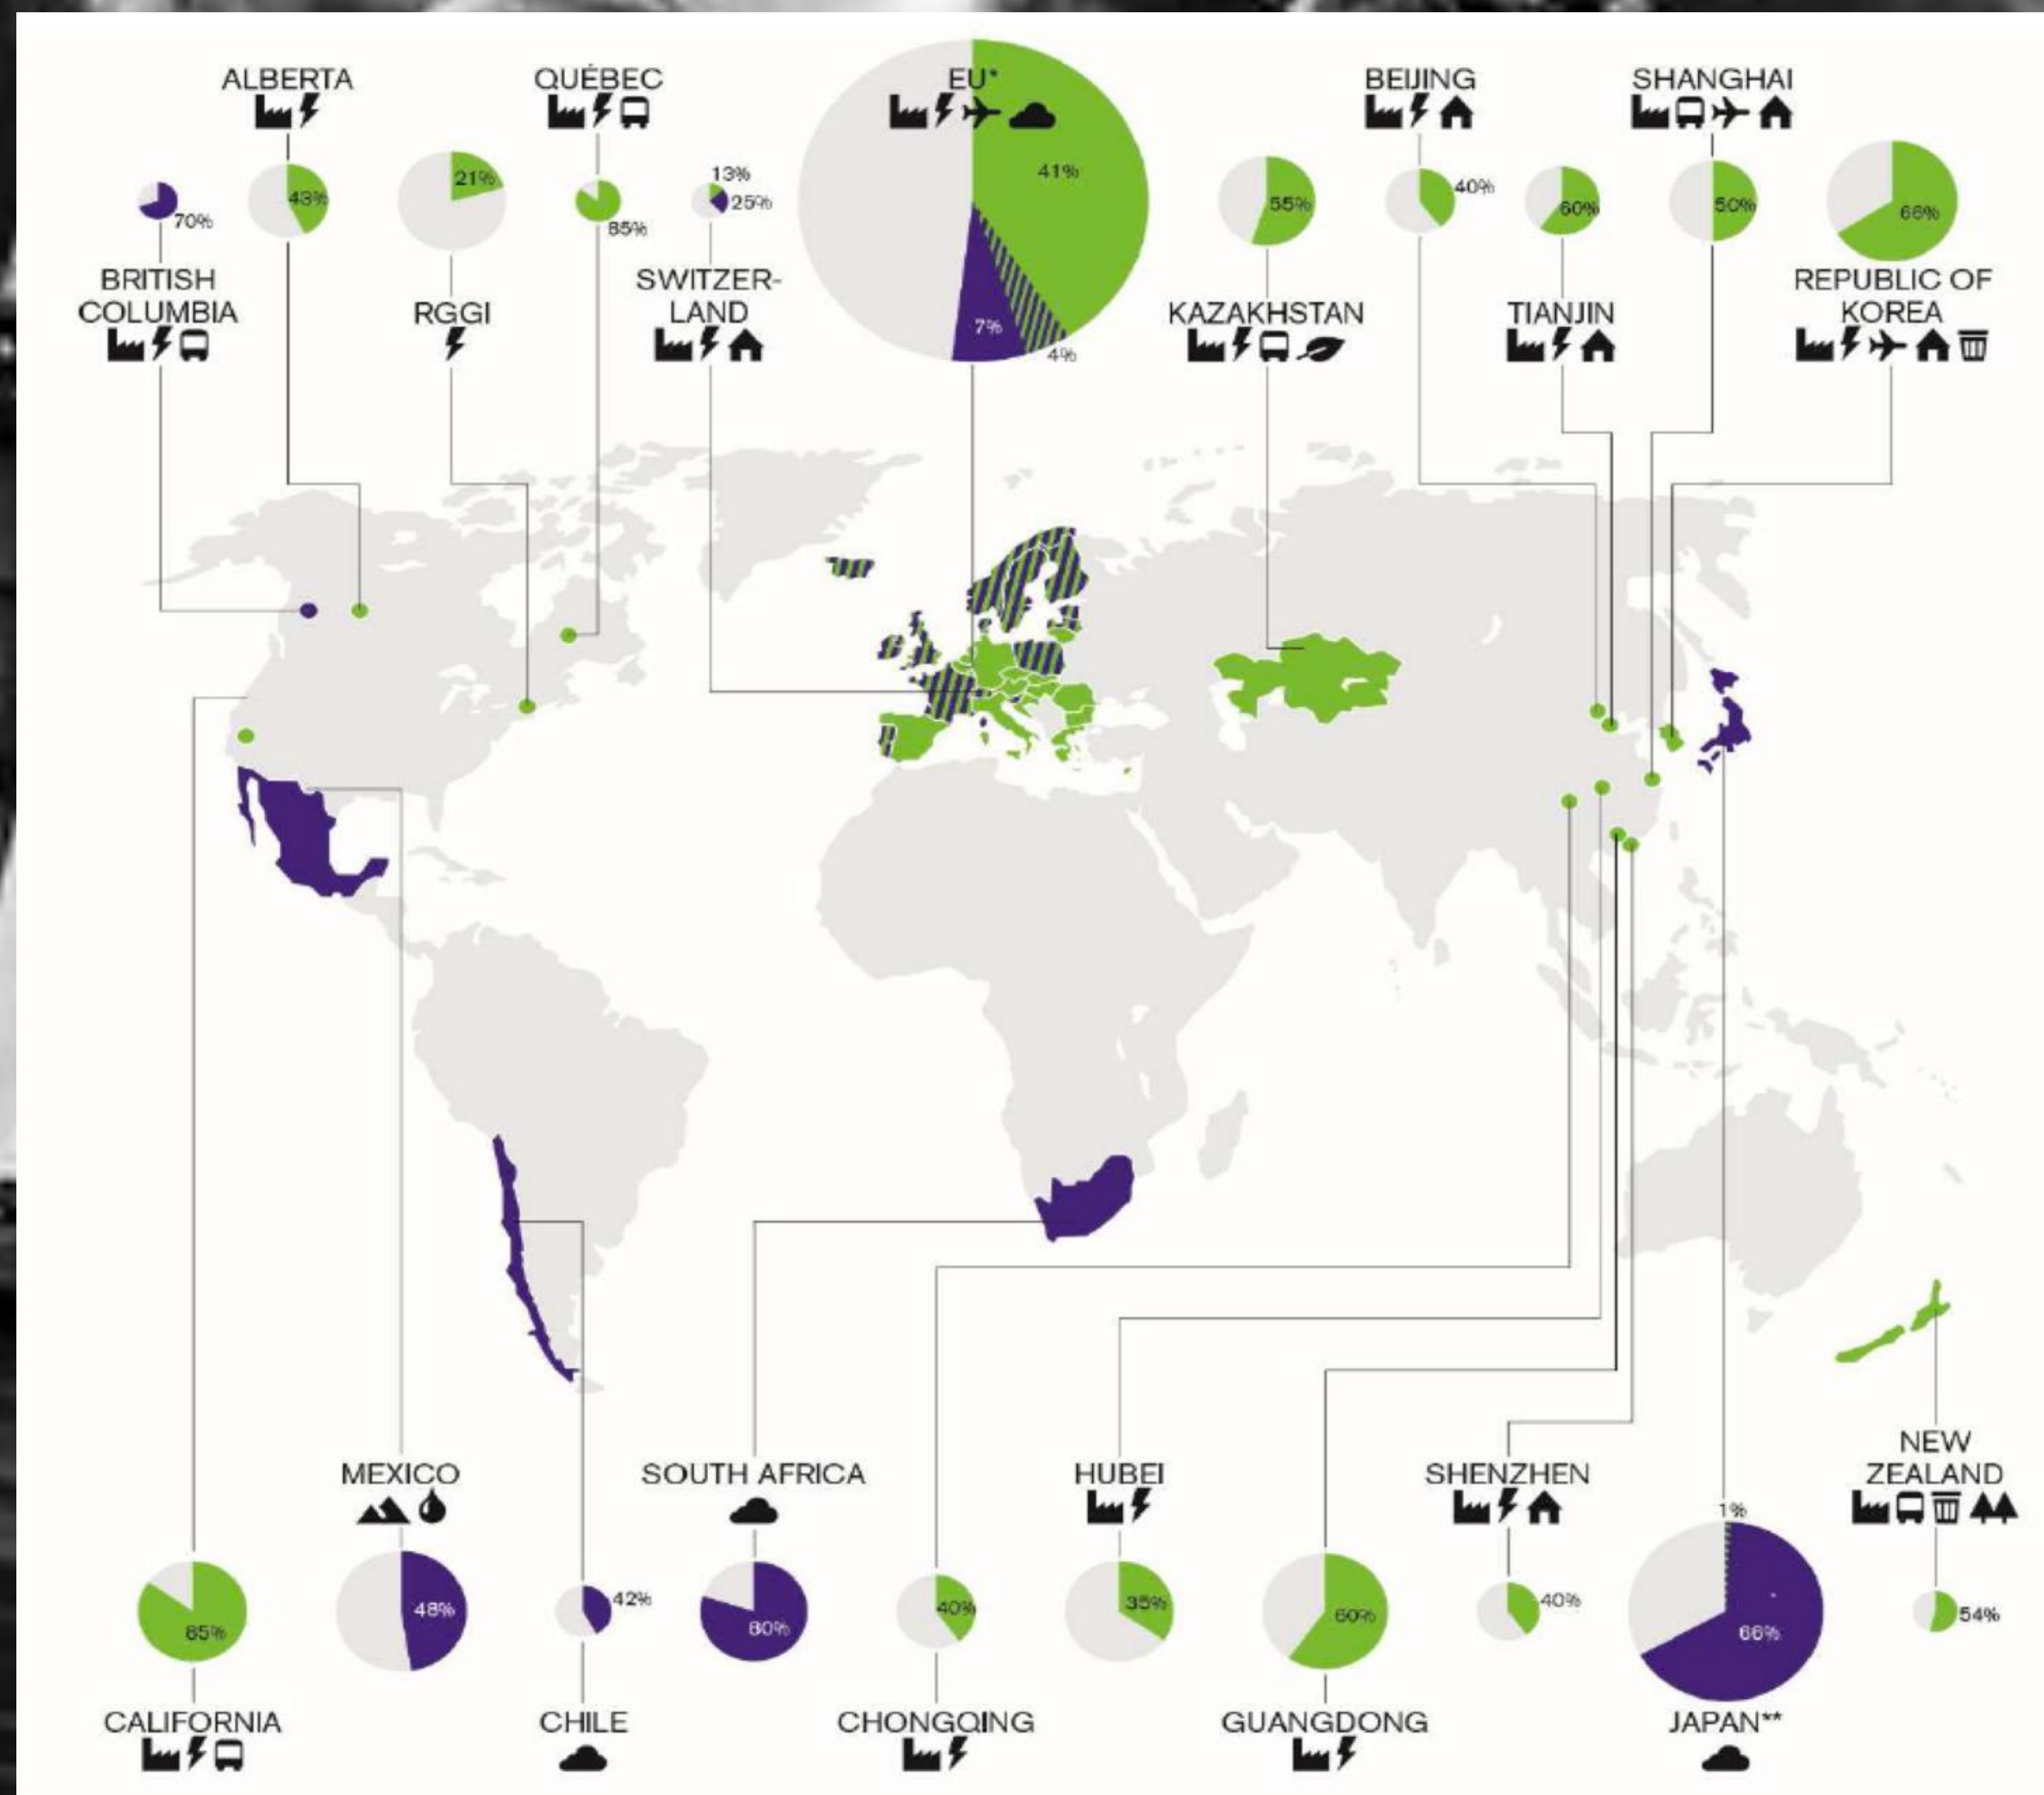 ALBERTA
43%
QUÉBEC
85%
EU*
41%
7%
4%
BEIJING
40%
SHANGHAI
50%
70%
BRITISH
COLUMBIA
21%
RGGI
13%
25%
SWITZER-
LAND
55%
KAZAKHSTAN
60%
TIANJIN
66%
REPUBLIC OF
KOREA
MEXICO
48%
SOUTH AFRICA
80%
HUBEI
35%
SHENZHEN
40%
NEW
ZEALAND
54%
85%
CALIFORNIA
42%
CHILE
40%
CHONGQING
60%
GUANGDONG
1%
66%
JAPAN**